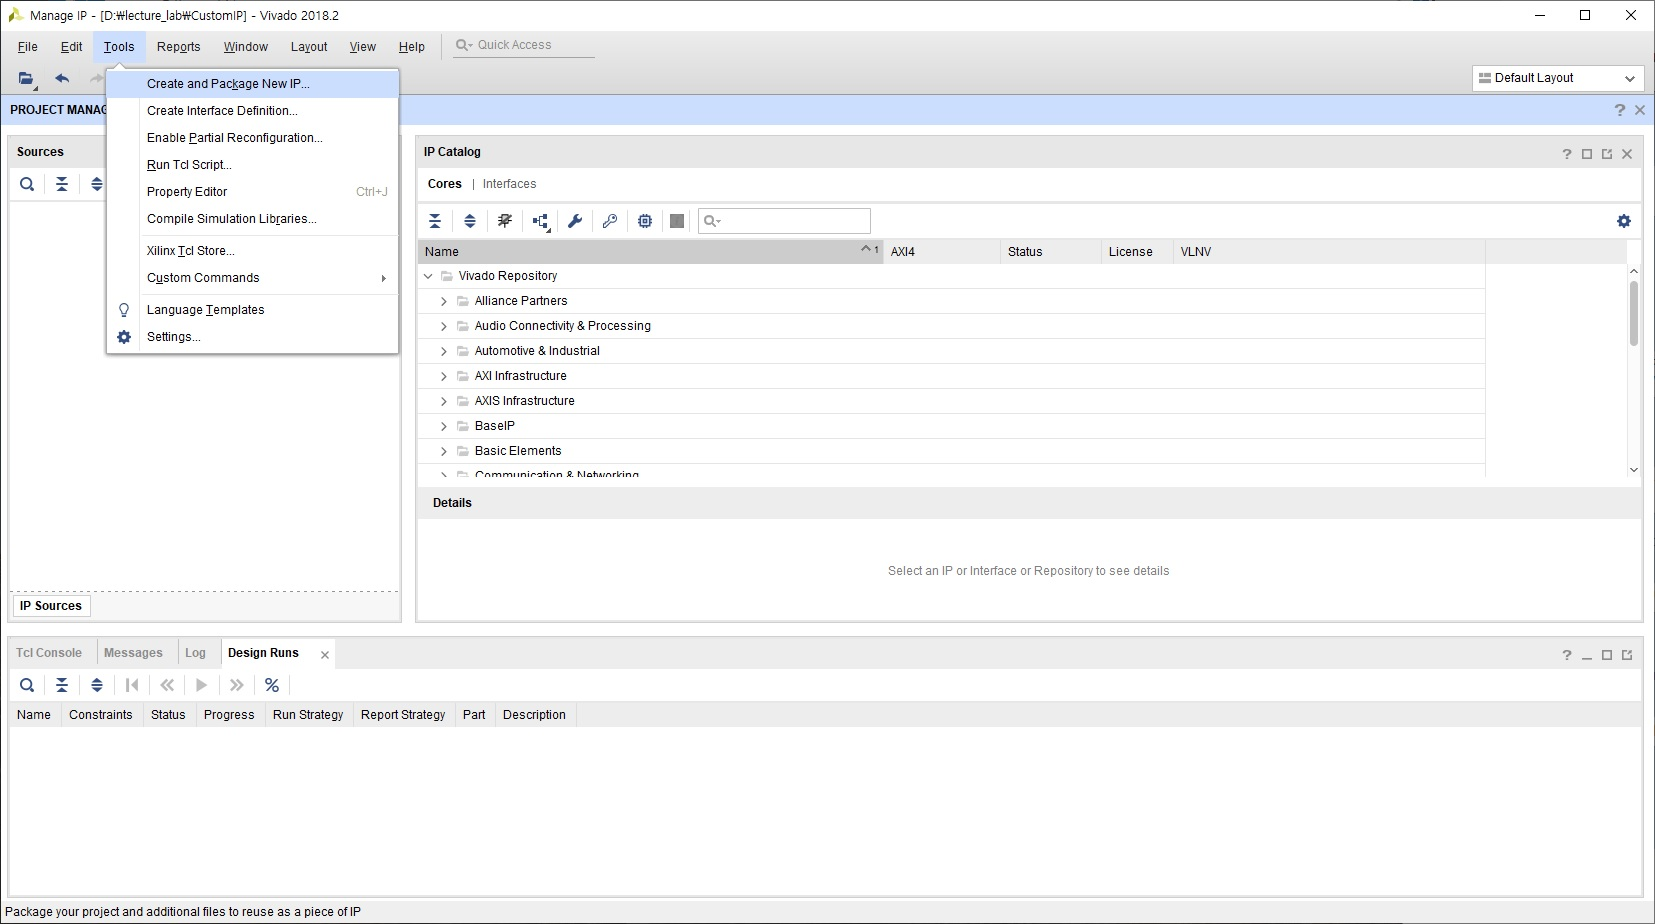 Manage IP - [D:₩lecture_lab₩CustomIP] - Vivado 2018.2
File Edit Tools Reports Window Layout View Help Quick Access
Default Layout
PROJECT MANAG
Create and Package New IP...
Create Interface Definition...
Enable Partial Reconfiguration...
Run Tcl Script...
Property Editor Ctrl+J
Compile Simulation Libraries...
Xilinx Tcl Store...
Custom Commands
Language Templates
Settings...
Sources
IP Sources
IP Catalog
Cores | Interfaces
Name 1 AXI4 Status License VLNV
Vivado Repository
Alliance Partners
Audio Connectivity & Processing
Automotive & Industrial
AXI Infrastructure
AXIS Infrastructure
BaseIP
Basic Elements
Communication & Networking
Details
Select an IP or Interface or Repository to see details
Tcl Console Messages Log Design Runs
Name Constraints Status Progress Run Strategy Report Strategy Part Description
Package your project and additional files to reuse as a piece of IP